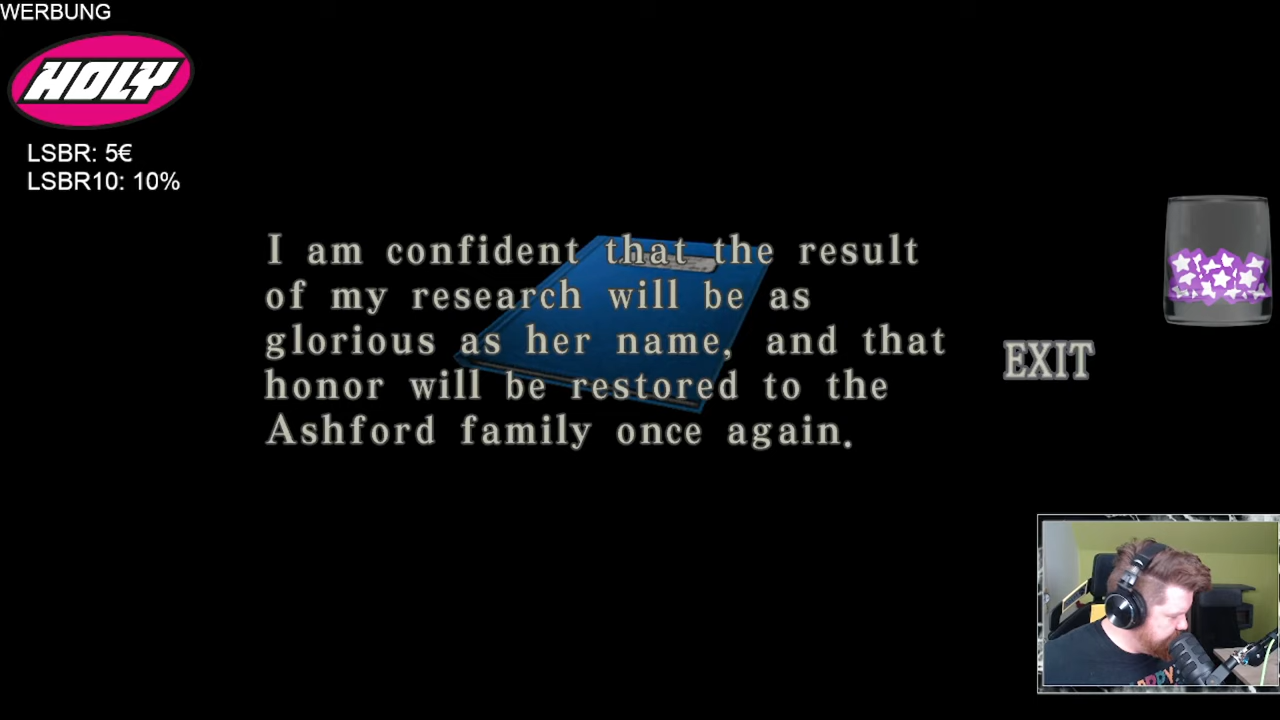 WERBUNG
HOLY
LSBR: 5€
LSBR10: 10%
I am confident that the result
of my research will be as
glorious as her name, and that
honor will be restored to the
Ashford family once again.
EXIT